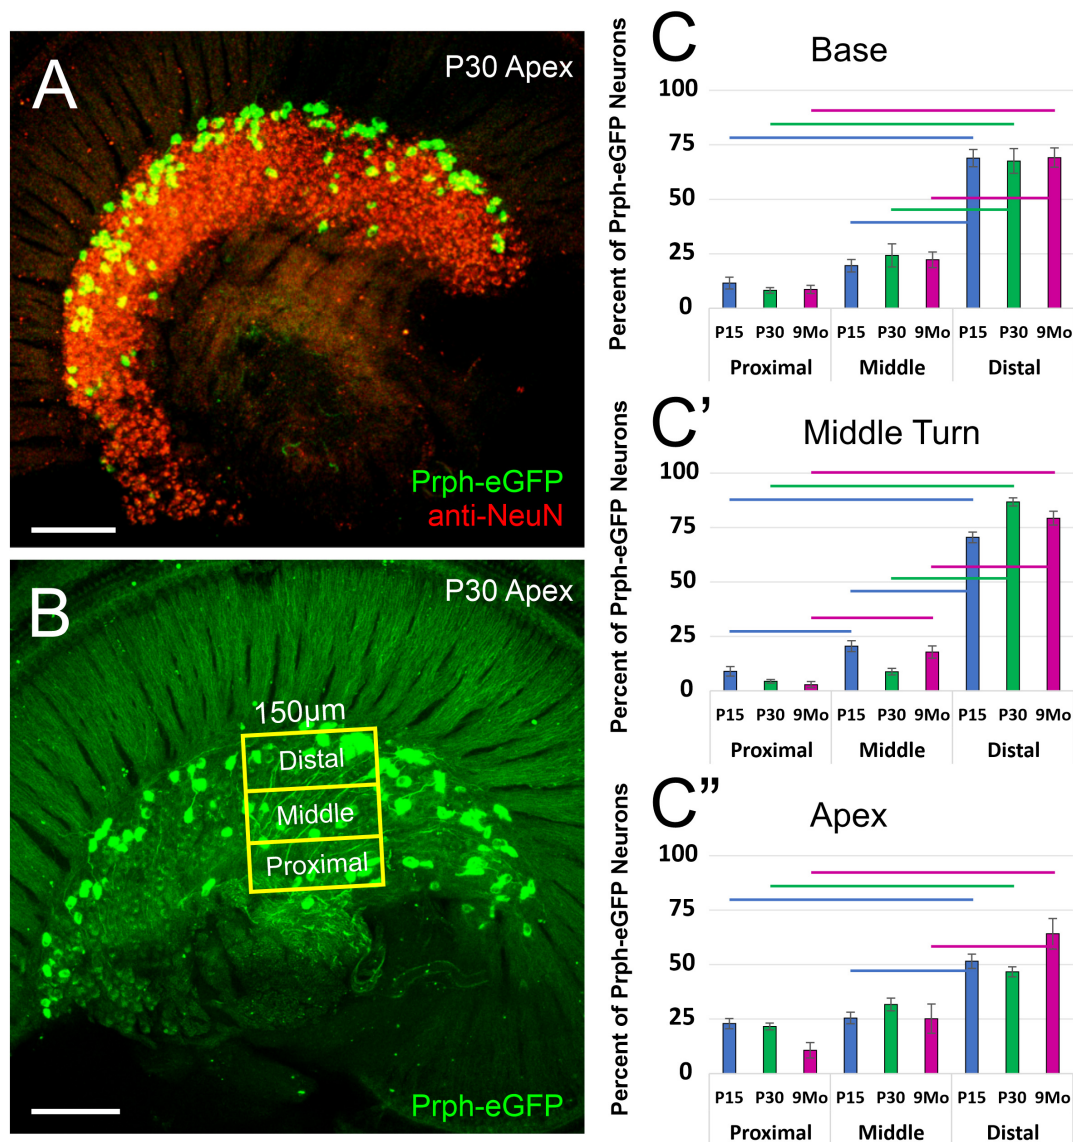 A
P30 Apex
Prph-eGFP
anti-NeuN
B
P30 Apex
150μm
Distal
Middle
Proximal
Prph-eGFP
C
Base
Percent of Prph-eGFP Neurons
100
75
50
25
0
P15 P30 9Mo P15 P30 9Mo P15 P30 9Mo
Proximal Middle Distal
C’
Middle Turn
Percent of Prph-eGFP Neurons
100
75
50
25
0
P15 P30 9Mo P15 P30 9Mo P15 P30 9Mo
Proximal Middle Distal
C”
Apex
Percent of Prph-eGFP Neurons
100
75
50
25
0
P15 P30 9Mo P15 P30 9Mo P15 P30 9Mo
Proximal Middle Distal